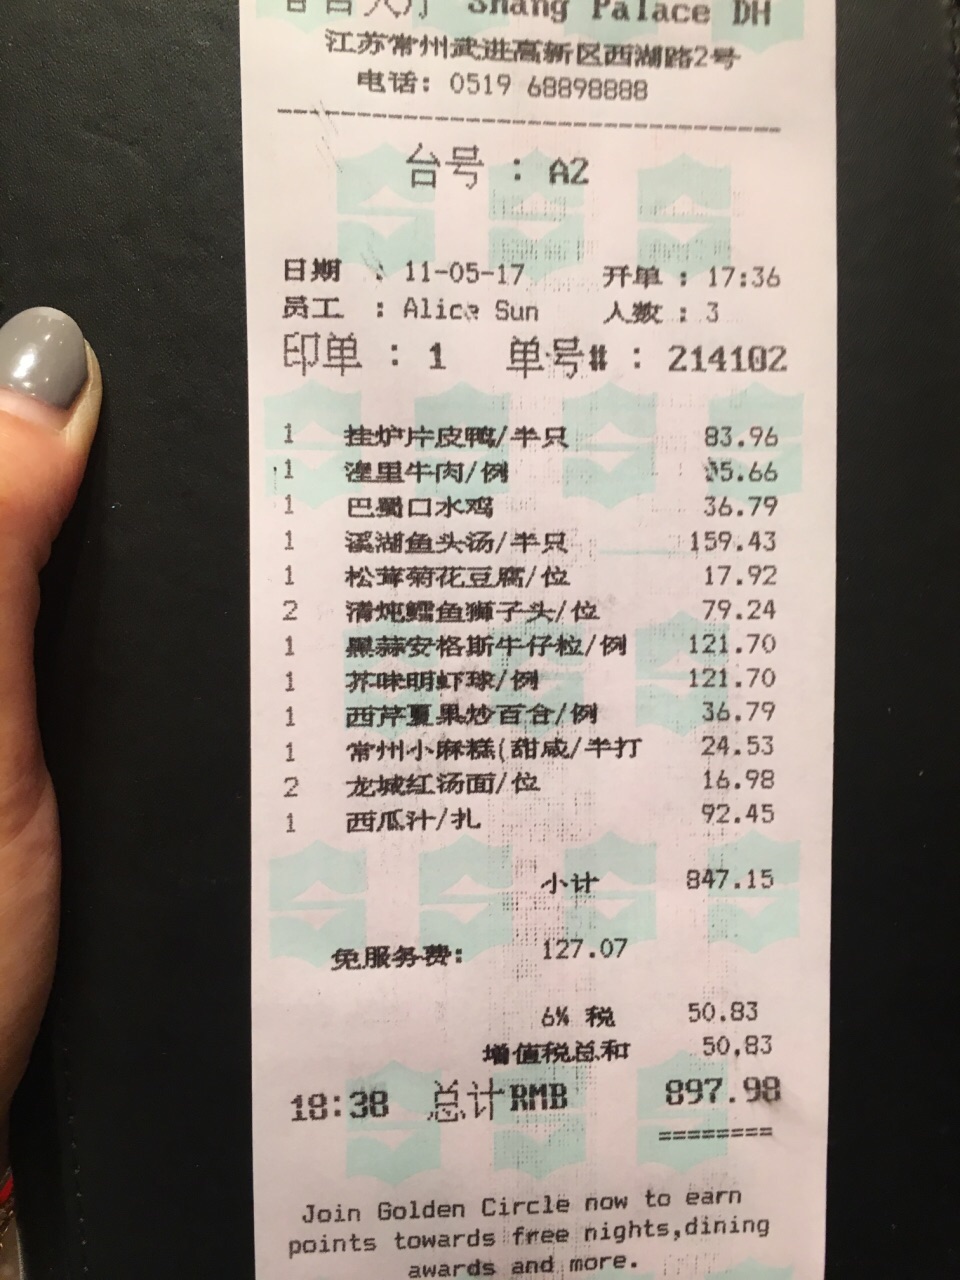 Shang Palace DH
江苏常州武进高新区西湖路2号
电话: 0519 68898888
台号 : A2
日期 : 11-05-17 开单 : 17:36
员工 : Alice Sun 人数 : 3
印单 : 1 单号# : 214102
1 挂炉片皮鸭/半只 83.96
1 湟里牛肉/例 55.66
1 巴蜀口水鸡 36.79
1 溪湖鱼头汤/半只 159.43
1 松茸菊花豆腐/位 17.92
2 清炖鳕鱼狮子头/位 79.24
1 黑蒜安格斯牛仔粒/例 121.70
1 芥味明虾球/例 121.70
1 西芹夏果炒百合/例 36.79
1 常州小麻糕(甜咸/半打 24.53
2 龙城红汤面/位 16.98
1 西瓜汁/扎 92.45
小计 847.15
免服务费: 127.07
6% 税 50.83
增值税总和 50.83
18:38 总计RMB 897.98
========
Join Golden Circle now to earn
points towards free nights,dining
awards and more.